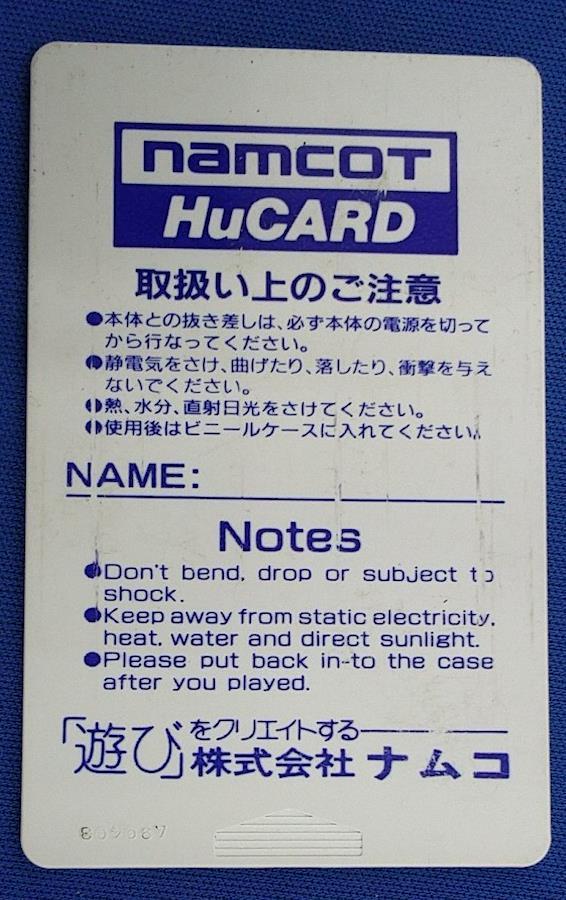 namcot
HuCARD
取扱い上のご注意
●本体との抜き差しは、必ず本体の電源を切って
から行なってください。
●静電気をさけ、曲げたり、落したり、衝撃を与え
ないでください。
●熱、水分、直射日光をさけてください。
●使用後はビニールケースに入れてください。
NAME:
Notes
●Don't bend, drop or subject to
shock.
●Keep away from static electricity,
heat, water and direct sunlight.
●Please put back in-to the case
after you played.
「遊び」をクリエイトする
株式会社ナムコ